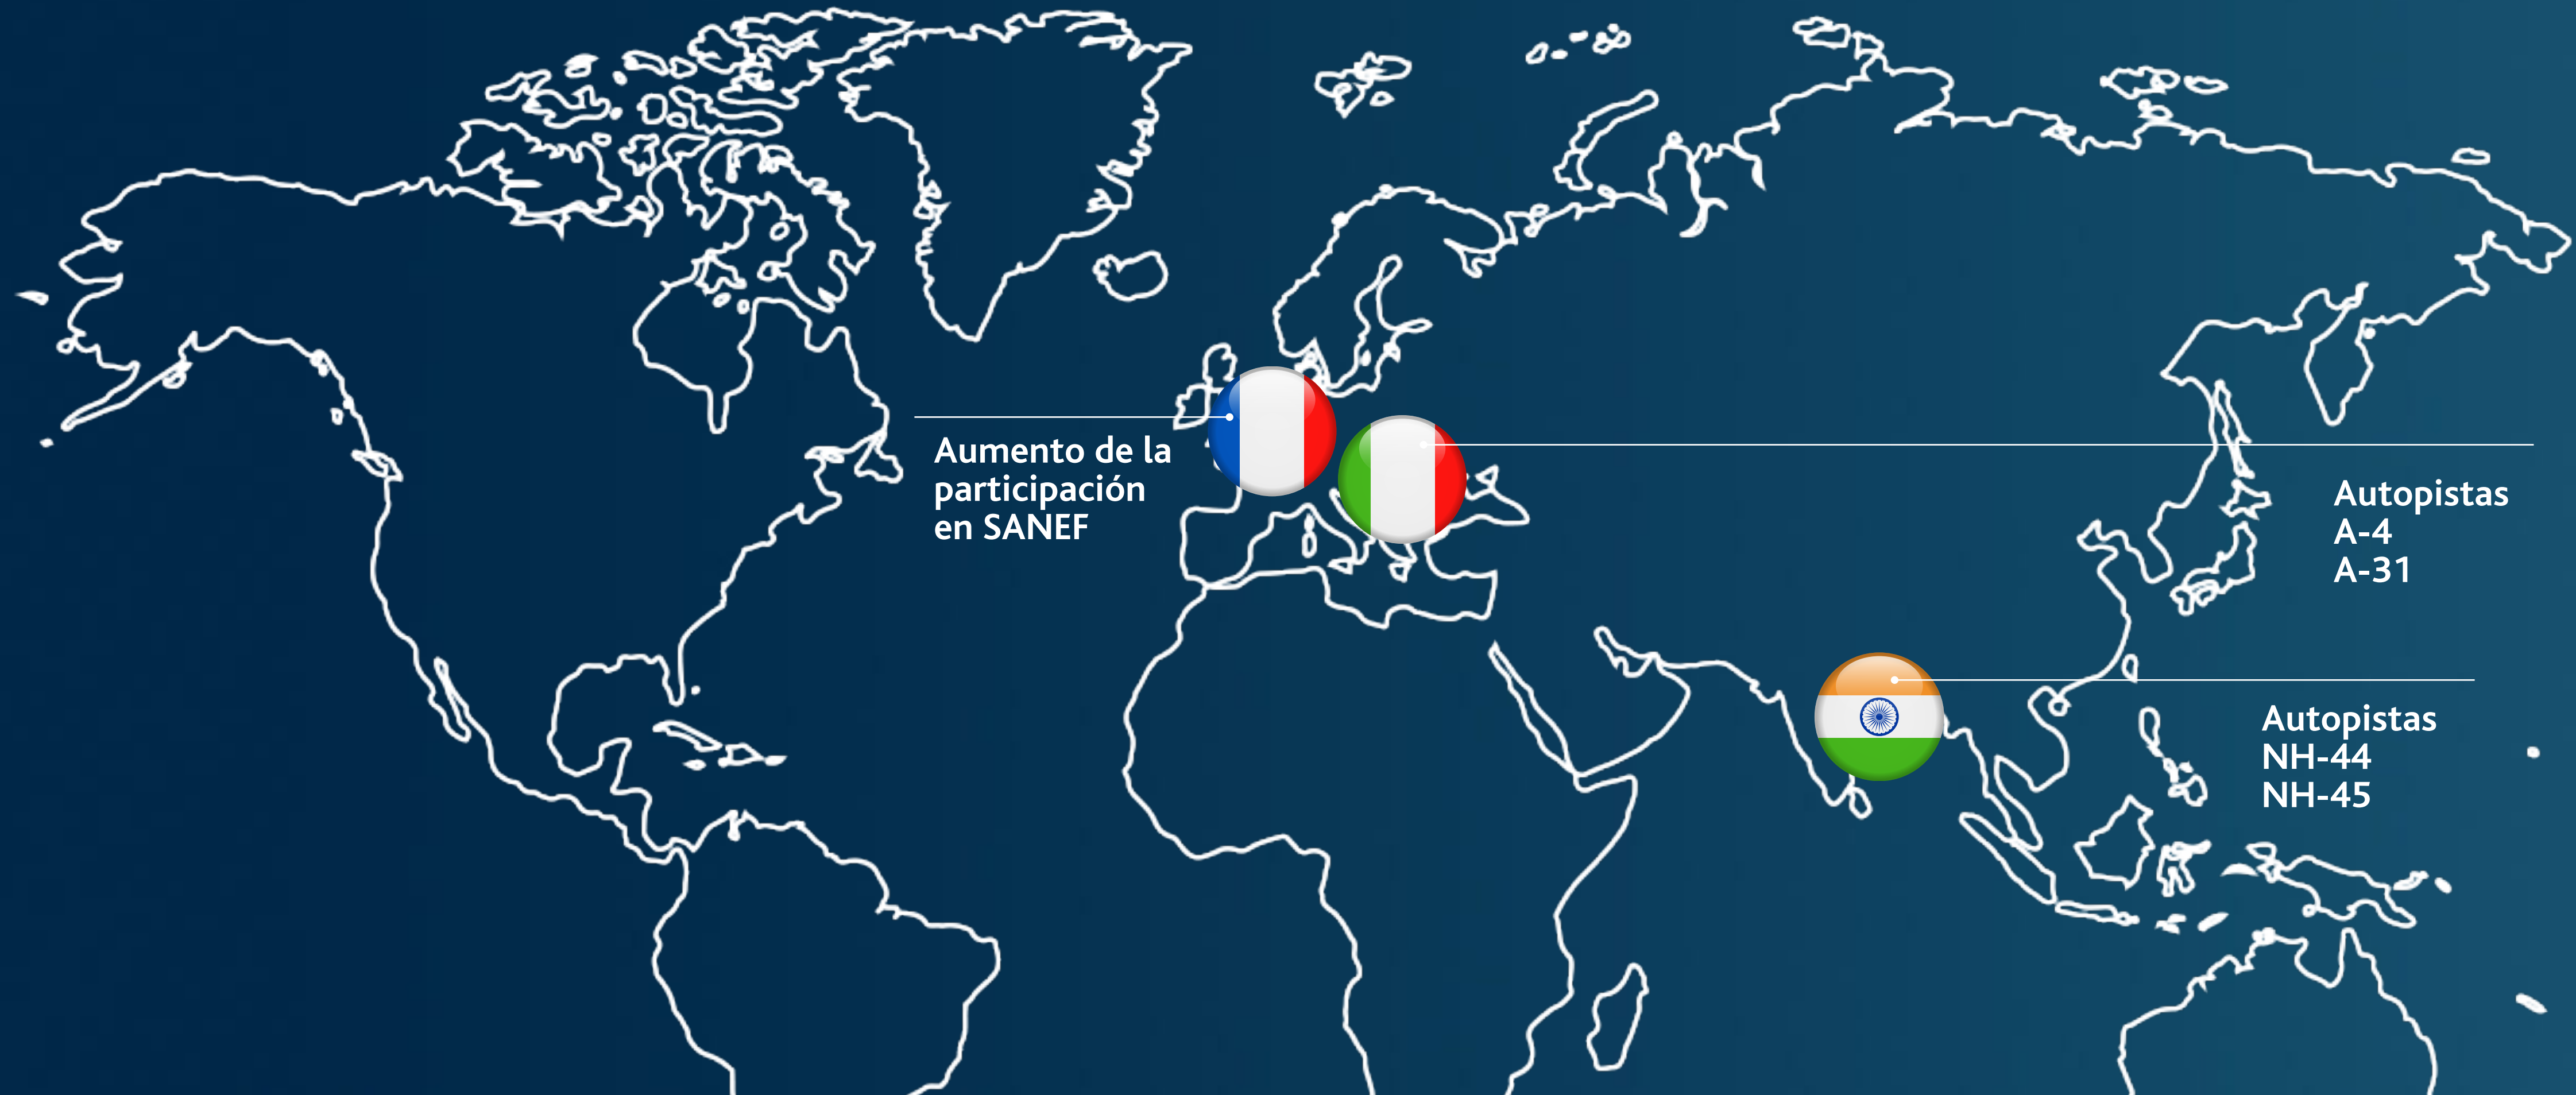 Aumento de la
participación
en SANEF
Autopistas
A-4
A-31
Autopistas
NH-44
NH-45